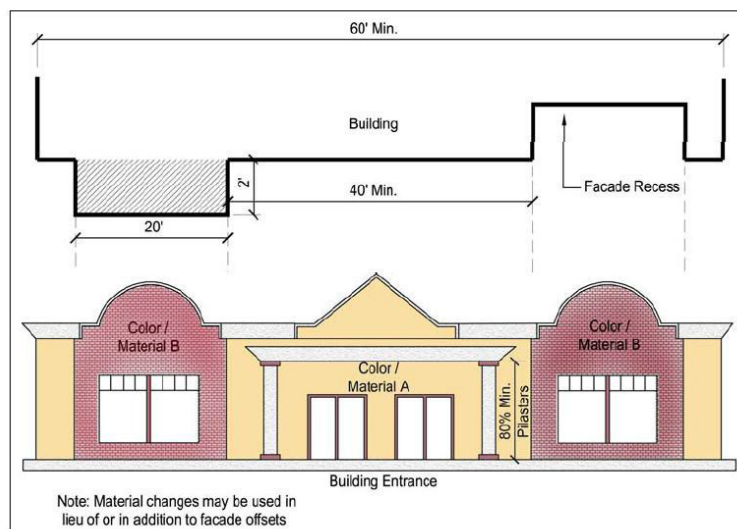 60' Min.
Building
Facade Recess
2'
40' Min.
20'
Color /
Material B
Color /
Material A
Color /
Material B
80% Min.
Pilasters
Building Entrance
Note: Material changes may be used in
lieu of or in addition to facade offsets